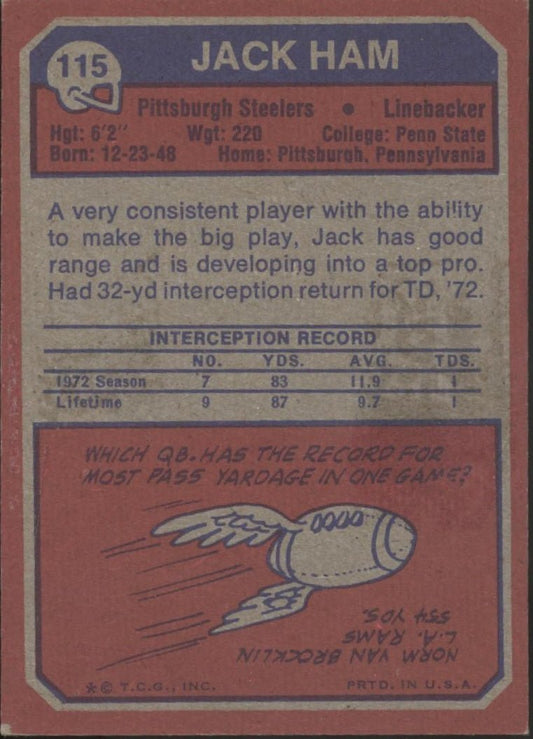 115
JACK HAM
Pittsburgh Steelers • Linebacker
Hgt: 6'2" Wgt: 220 College: Penn State
Born: 12-23-48 Home: Pittsburgh, Pennsylvania
A very consistent player with the ability
to make the big play, Jack has good
range and is developing into a top pro.
Had 32-yd interception return for TD, '72.
INTERCEPTION RECORD
NO. YDS. AVG. TDS.
1972 Season 7 83 11.9 1
Lifetime 9 87 9.7 1
WHICH QB. HAS THE RECORD FOR
MOST PASS YARDAGE IN ONE GAME?
NORM VAN BROCKLIN
L.A. RAMS
554 YDS.
*© T.C.G., INC. PRTD. IN U.S.A.